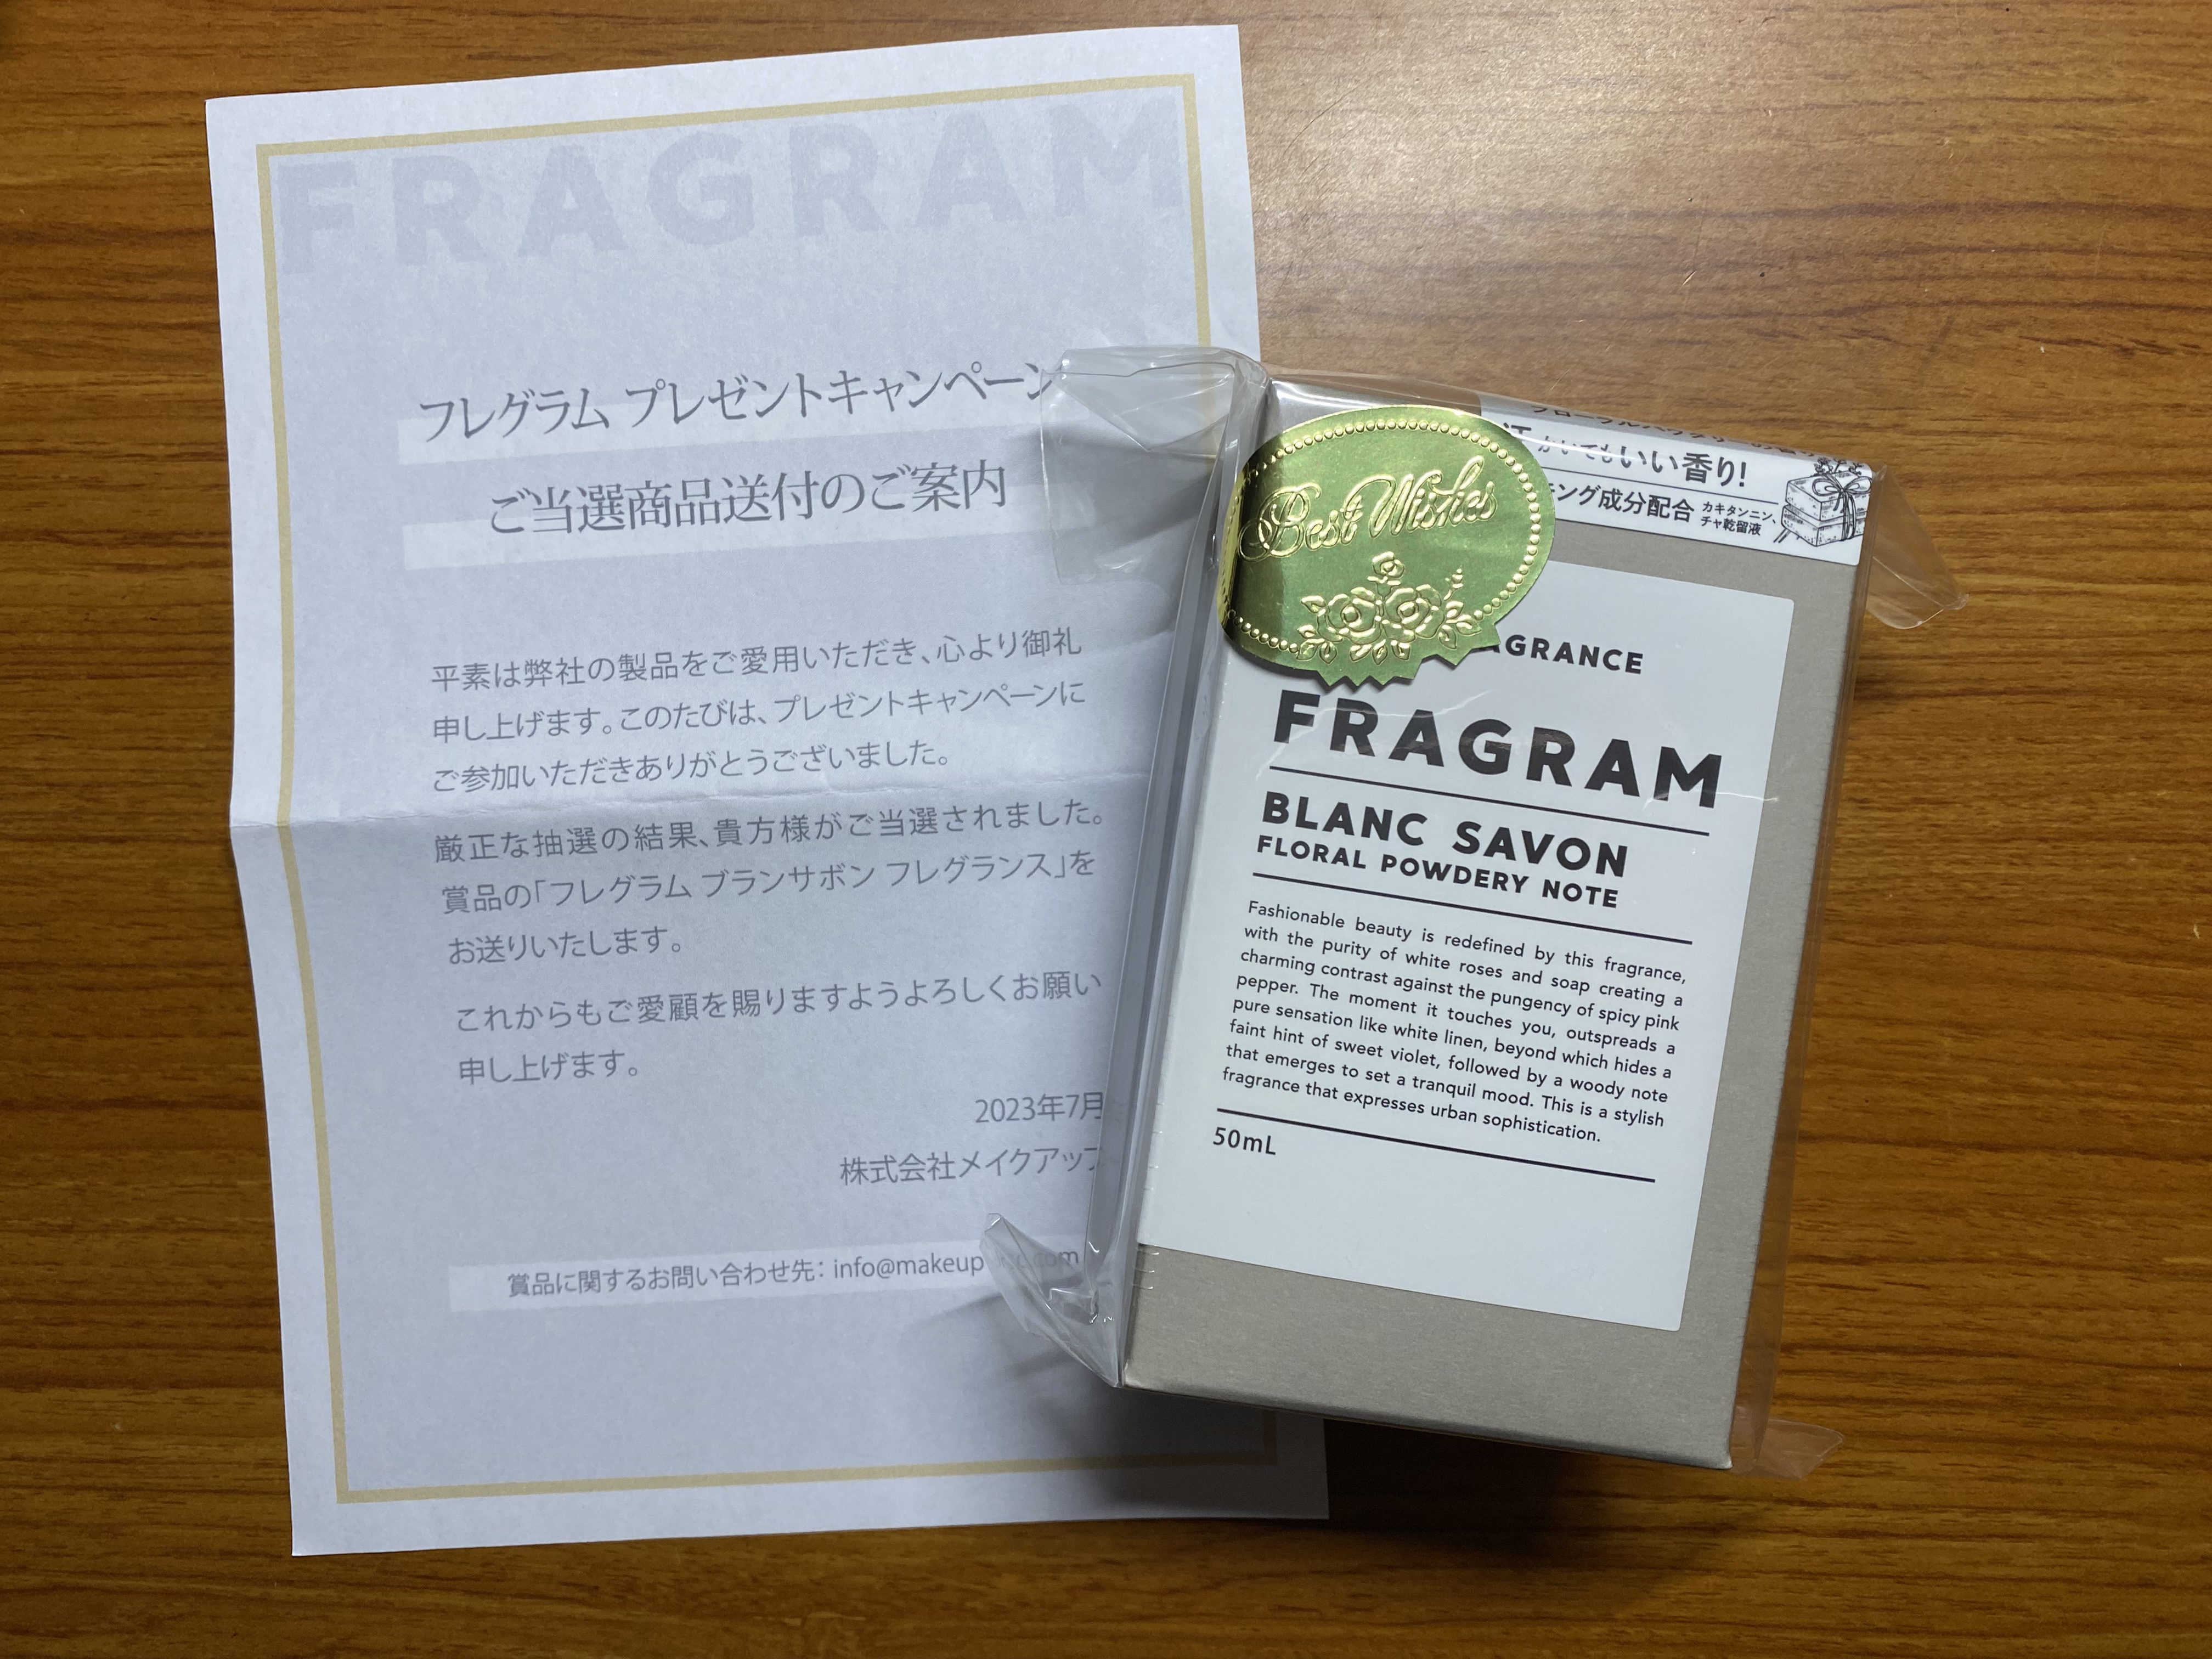 FRAGRAM
フレグラム プレゼントキャンペーン
ご当選商品送付のご案内
平素は弊社の製品をご愛用いただき、心より御礼
申し上げます。このたびは、プレゼントキャンペーンに
ご参加いただきありがとうございました。
厳正な抽選の結果、貴方様がご当選されました。
賞品の「フレグラム ブランサボン フレグランス」を
お送りいたします。
これからもご愛顧を賜りますようよろしくお願い
申し上げます。
2023年7月
株式会社メイクアップ
賞品に関するお問い合わせ先: info@makeup
かいてもいい香り!
キング成分配合 カキタンニン、
チャ乾留液
Best Wishes
AGRANCE
FRAGRAM
BLANC SAVON
FLORAL POWDERY NOTE
Fashionable beauty is redefined by this fragrance,
with the purity of white roses and soap creating a
charming contrast against the pungency of spicy pink
pepper. The moment it touches you, outspreads a
pure sensation like white linen, beyond which hides a
faint hint of sweet violet, followed by a woody note
that emerges to set a tranquil mood. This is a stylish
fragrance that expresses urban sophistication.
50mL